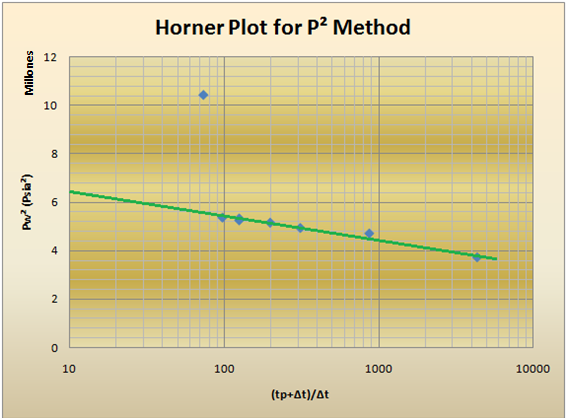 Horner Plot for P² Method
Millones
Pw² (Psia²)
12
10
8
6
4
2
0
10 100 1000 10000
(tp+Δt)/Δt